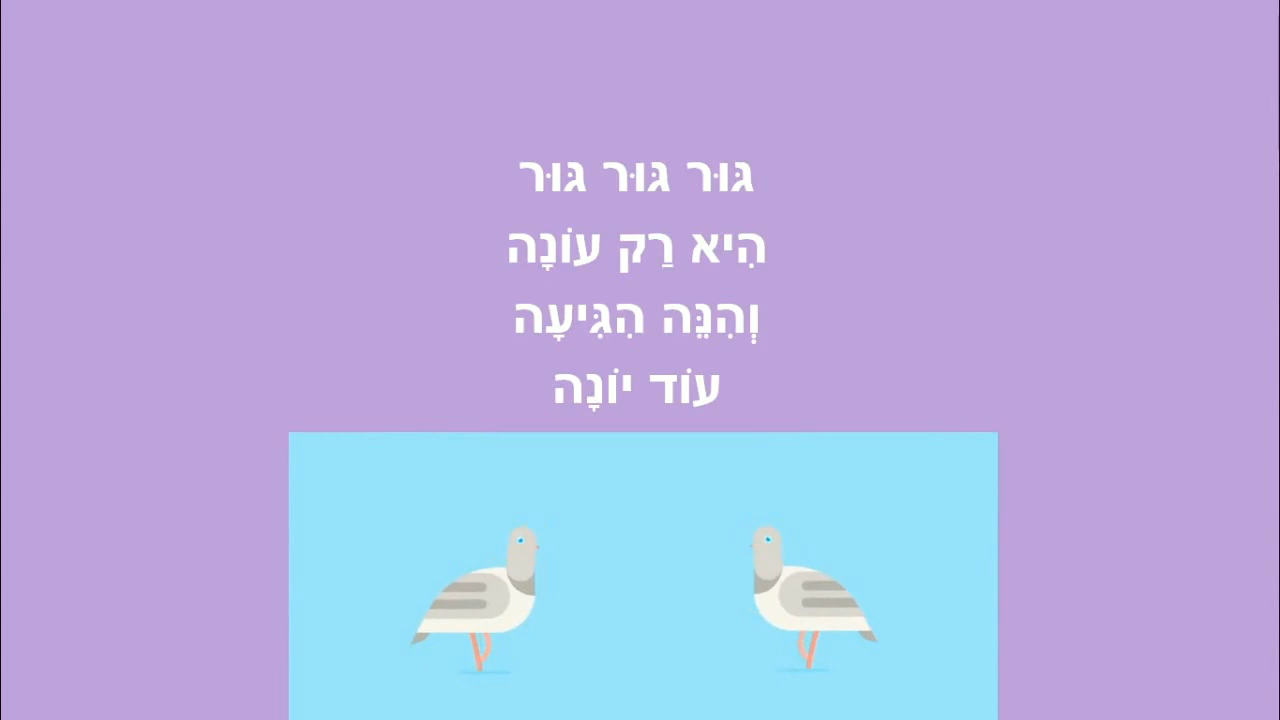 גּוּר גּוּר גּוּר
הִיא רַק עוֹנָה
וְהִנֵּה הִגִּיעָה
עוֹד יוֹנָה